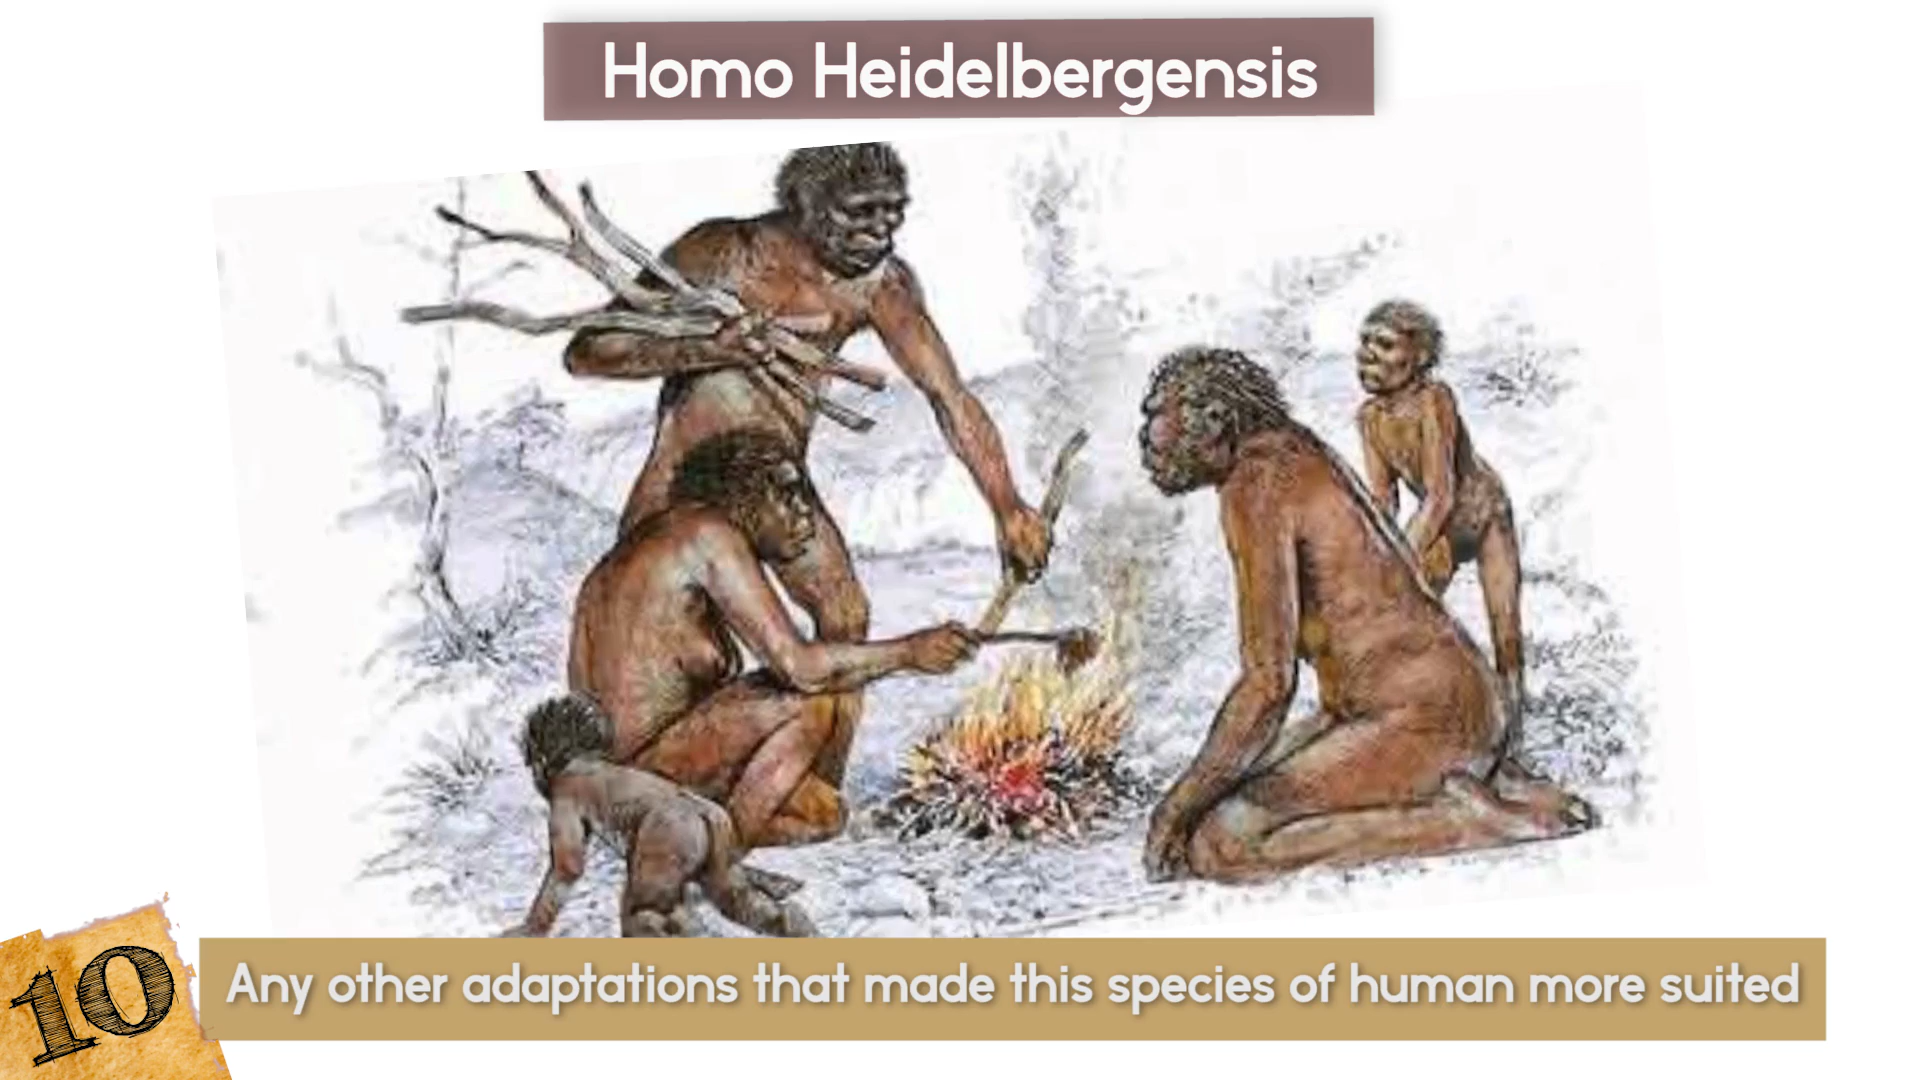 Homo Heidelbergensis
10
Any other adaptations that made this species of human more suited